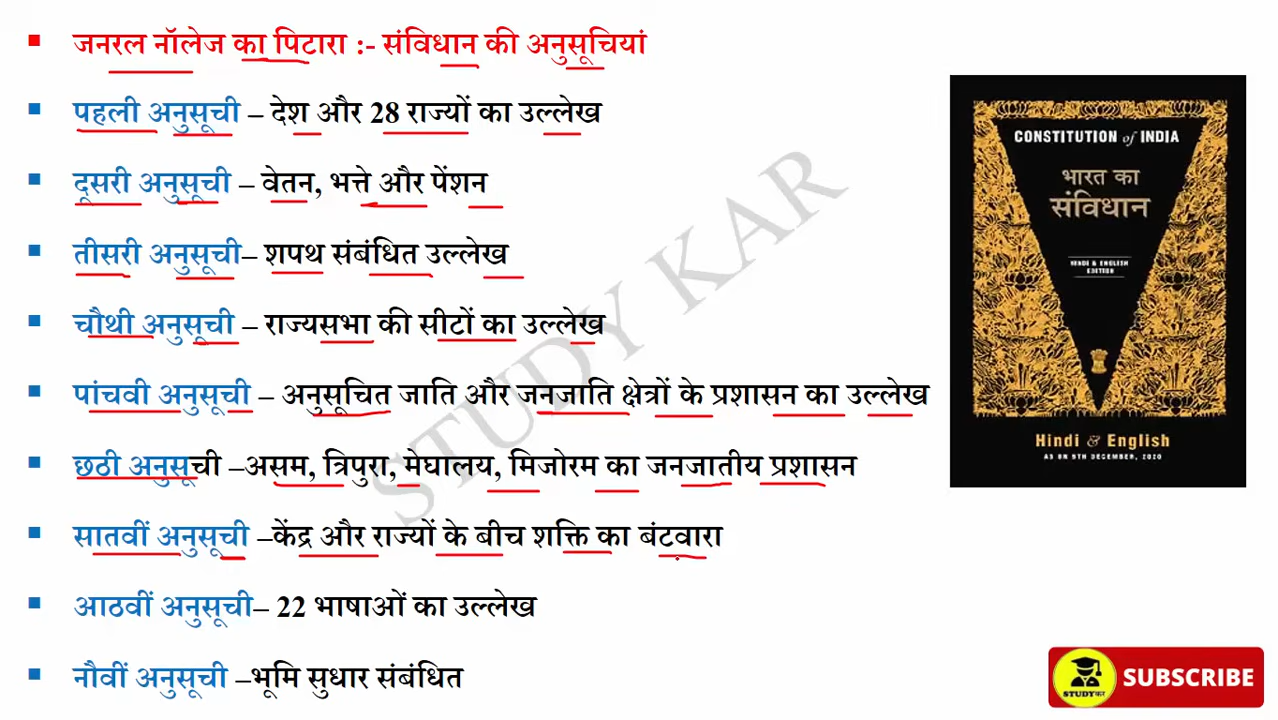 जनरल नॉलेज का पिटारा :- संविधान की अनुसूचियां
पहली अनुसूची – देश और 28 राज्यों का उल्लेख
दूसरी अनुसूची – वेतन, भत्ते और पेंशन
तीसरी अनुसूची– शपथ संबंधित उल्लेख
चौथी अनुसूची – राज्यसभा की सीटों का उल्लेख
पांचवी अनुसूची – अनुसूचित जाति और जनजाति क्षेत्रों के प्रशासन का उल्लेख
छठी अनुसूची –असम, त्रिपुरा, मेघालय, मिजोरम का जनजातीय प्रशासन
सातवीं अनुसूची –केंद्र और राज्यों के बीच शक्ति का बंटवारा
आठवीं अनुसूची– 22 भाषाओं का उल्लेख
नौवीं अनुसूची –भूमि सुधार संबंधित
STUDY KAR
CONSTITUTION of INDIA
भारत का
संविधान
HINDI & ENGLISH
EDITION
Hindi & English
AS ON 9TH DECEMBER, 2020
STUDYकर
SUBSCRIBE